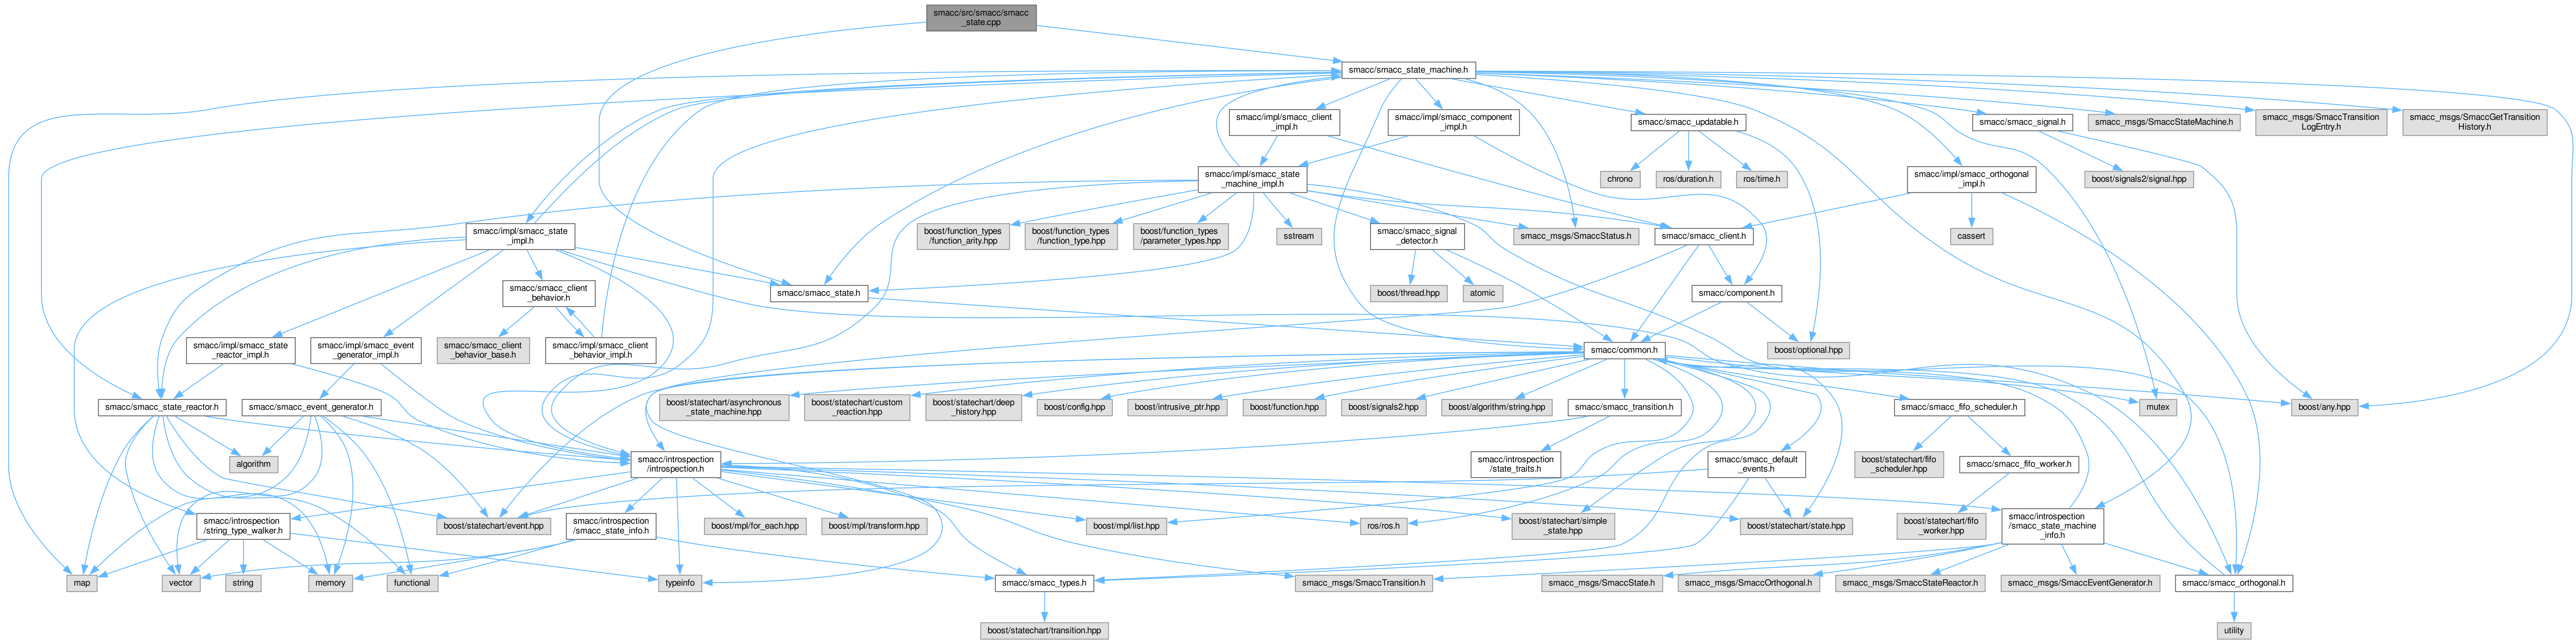 smacc/src/smacc/smacc
_state.cpp
smacc/smacc_state_machine.h
smacc/impl/smacc_client
_impl.h
smacc/impl/smacc_component
_impl.h
smacc/smacc_updatable.h
smacc/smacc_signal.h
smacc_msgs/SmaccStateMachine.h
smacc_msgs/SmaccTransition
LogEntry.h
smacc_msgs/SmaccGetTransition
History.h
smacc/impl/smacc_state
_machine_impl.h
chrono
ros/duration.h
ros/time.h
smacc/impl/smacc_orthogonal
_impl.h
boost/signals2/signal.hpp
smacc/impl/smacc_state
_impl.h
boost/function_types
/function_arity.hpp
boost/function_types
/function_type.hpp
boost/function_types
/parameter_types.hpp
sstream
smacc/smacc_signal
_detector.h
smacc_msgs/SmaccStatus.h
smacc/smacc_client.h
cassert
smacc/smacc_client
_behavior.h
smacc/smacc_state.h
boost/thread.hpp
atomic
smacc/component.h
smacc/impl/smacc_state
_reactor_impl.h
smacc/impl/smacc_event
_generator_impl.h
smacc/smacc_client
_behavior_base.h
smacc/impl/smacc_client
_behavior_impl.h
smacc/common.h
boost/optional.hpp
smacc/smacc_state_reactor.h
smacc/smacc_event_generator.h
boost/statechart/asynchronous
_state_machine.hpp
boost/statechart/custom
_reaction.hpp
boost/statechart/deep
_history.hpp
boost/config.hpp
boost/intrusive_ptr.hpp
boost/function.hpp
boost/signals2.hpp
boost/algorithm/string.hpp
smacc/smacc_transition.h
smacc/smacc_fifo_scheduler.h
mutex
boost/any.hpp
algorithm
smacc/introspection
/introspection.h
smacc/introspection
/state_traits.h
smacc/smacc_default
_events.h
boost/statechart/fifo
_scheduler.hpp
smacc/smacc_fifo_worker.h
smacc/introspection
/string_type_walker.h
boost/statechart/event.hpp
smacc/introspection
/smacc_state_info.h
boost/mpl/for_each.hpp
boost/mpl/transform.hpp
boost/mpl/list.hpp
ros/ros.h
boost/statechart/simple
_state.hpp
boost/statechart/state.hpp
boost/statechart/fifo
_worker.hpp
smacc/introspection
/smacc_state_machine
_info.h
map
vector
string
memory
functional
typeinfo
smacc/smacc_types.h
smacc_msgs/SmaccTransition.h
smacc_msgs/SmaccState.h
smacc_msgs/SmaccOrthogonal.h
smacc_msgs/SmaccStateReactor.h
smacc_msgs/SmaccEventGenerator.h
smacc/smacc_orthogonal.h
boost/statechart/transition.hpp
utility